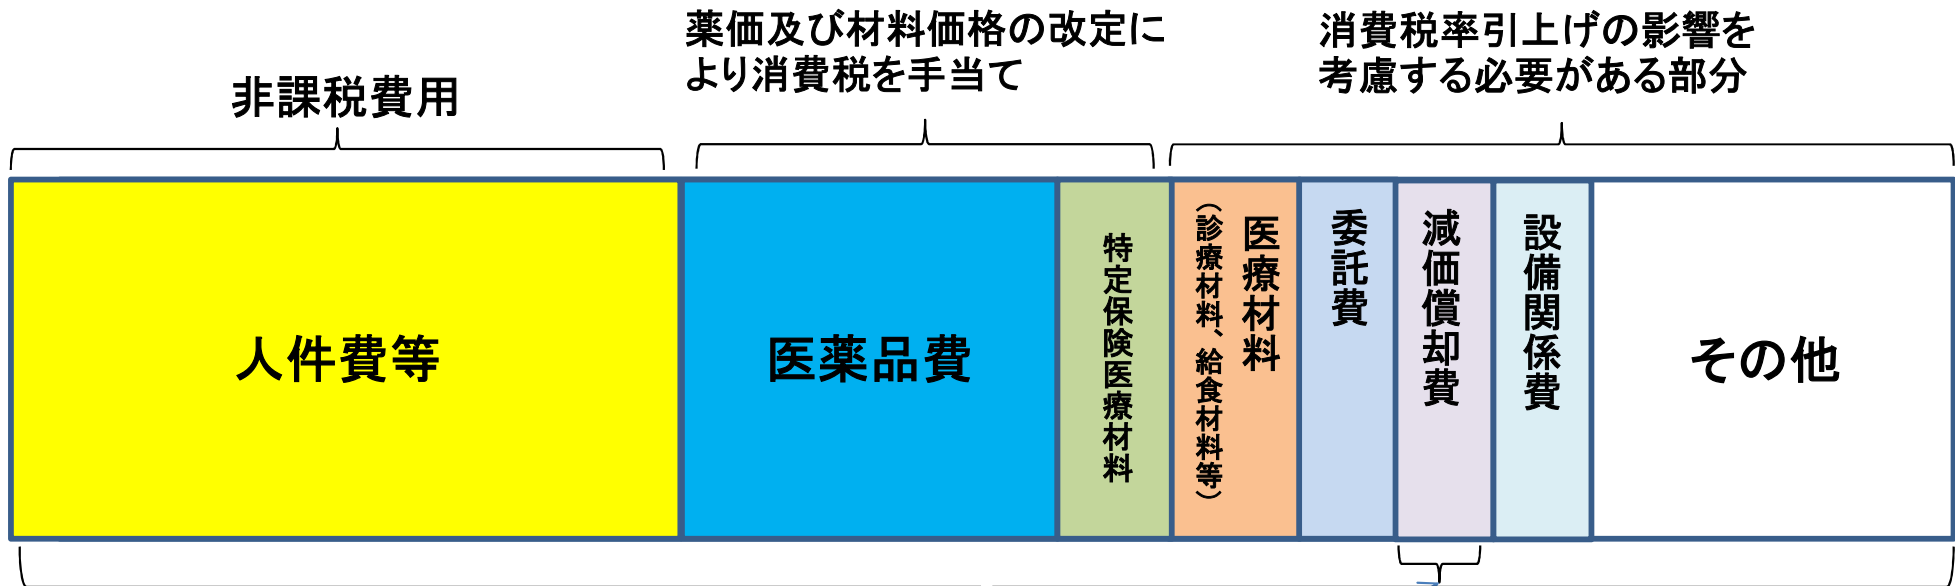 非課税費用
薬価及び材料価格の改定に
より消費税を手当て
消費税率引上げの影響を
考慮する必要がある部分
人件費等
医薬品費
特定保険医療材料
医療材料
（診療材料、給食材料等）
委託費
減価償却費
設備関係費
その他